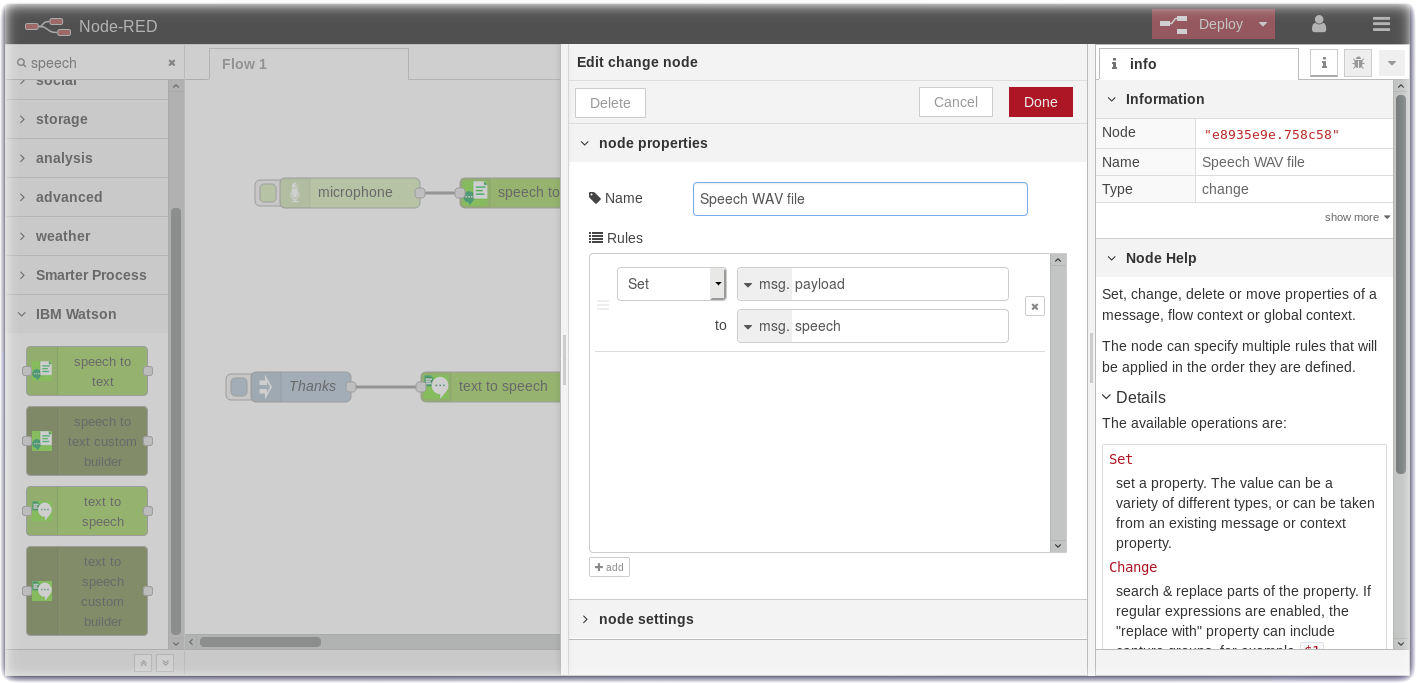 Node-RED
Deploy
speech
social
storage
analysis
advanced
weather
Smarter Process
IBM Watson
speech to
text
speech to
text custom
builder
text to
speech
text to
speech
custom
builder
Flow 1
microphone
speech to
Thanks
text to speech
Edit change node
Delete
Cancel
Done
node properties
Name
Speech WAV file
Rules
Set
msg. payload
to
msg. speech
add
node settings
info
Information
Node "e8935e9e.758c58"
Name Speech WAV file
Type change
show more
Node Help
Set, change, delete or move properties of a
message, flow context or global context.
The node can specify multiple rules that will
be applied in the order they are defined.
Details
The available operations are:
Set
set a property. The value can be a
variety of different types, or can be taken
from an existing message or context
property.
Change
search & replace parts of the property. If
regular expressions are enabled, the
"replace with" property can include
capture groups, for example $1